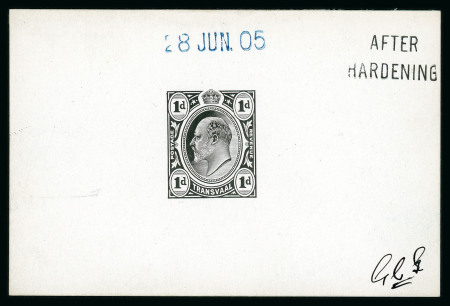 28 JUN. 05
AFTER
HARDENING
1d 1d
POSTAGE
REVENUE
1d 1d
TRANSVAAL